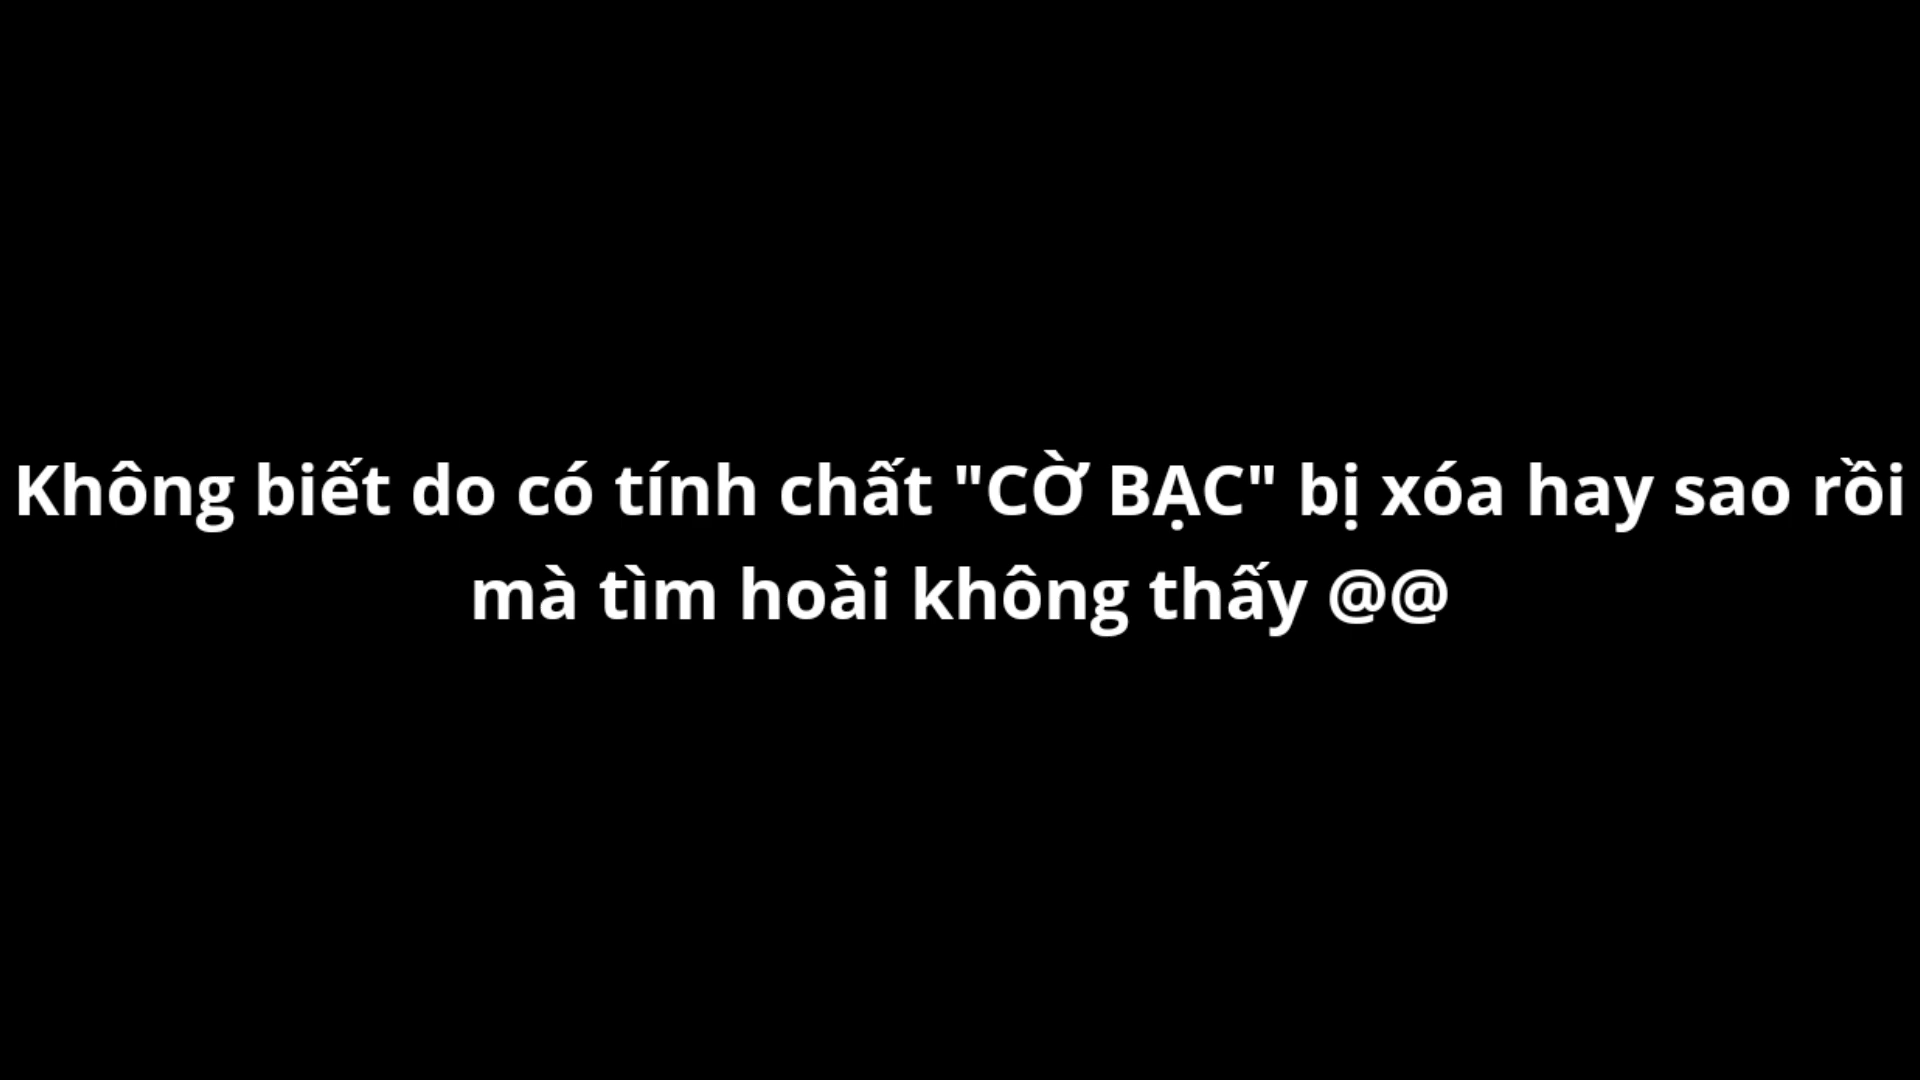 Không biết do có tính chất "CỜ BẠC" bị xóa hay sao rồi
mà tìm hoài không thấy @@